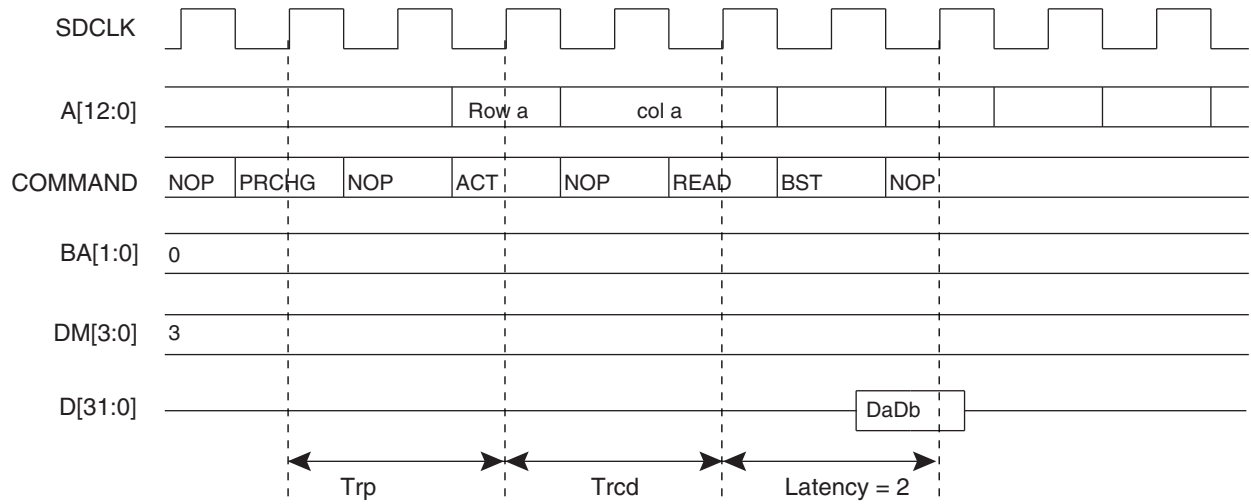 SDCLK
A[12:0] Row a col a
COMMAND NOP PRCHG NOP ACT NOP READ BST NOP
BA[1:0] 0
DM[3:0] 3
D[31:0] DaDb
Trp Trcd Latency = 2